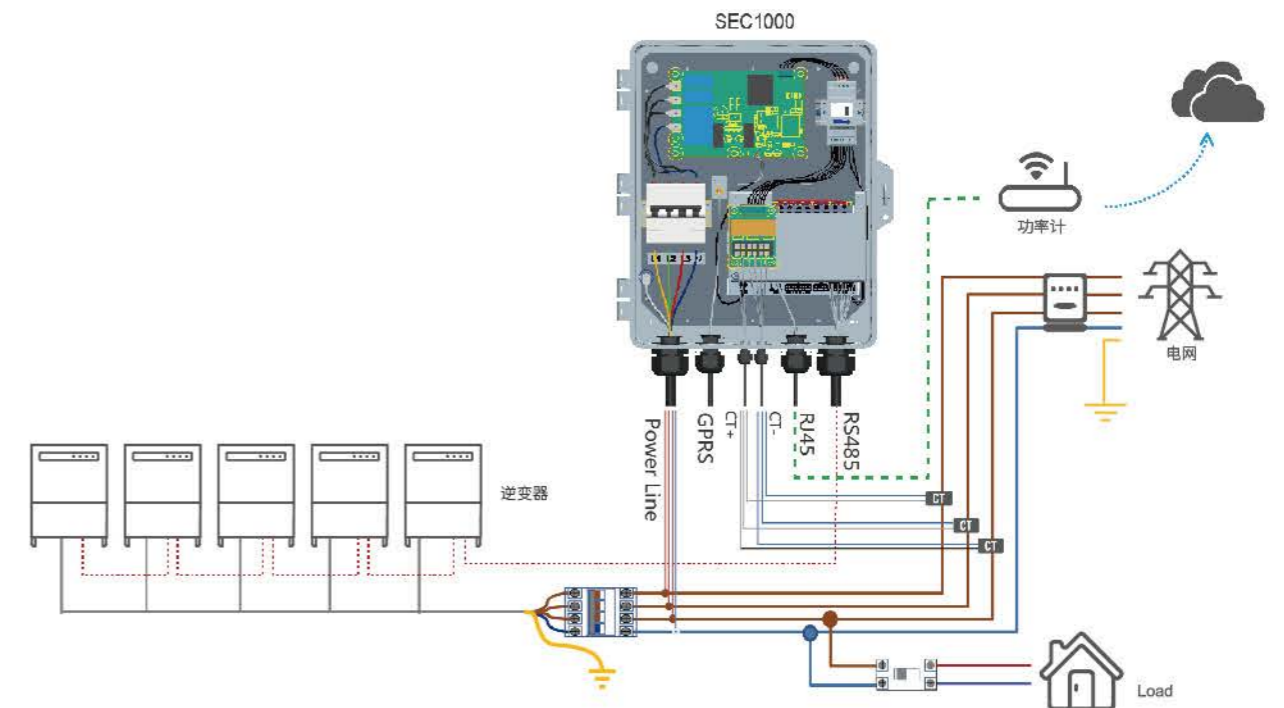 SEC1000
功率计
L1 L2 L3
电网
Power Line
GPRS
CT+
CT-
RJ45
RS485
逆变器
CT
CT
CT
Load